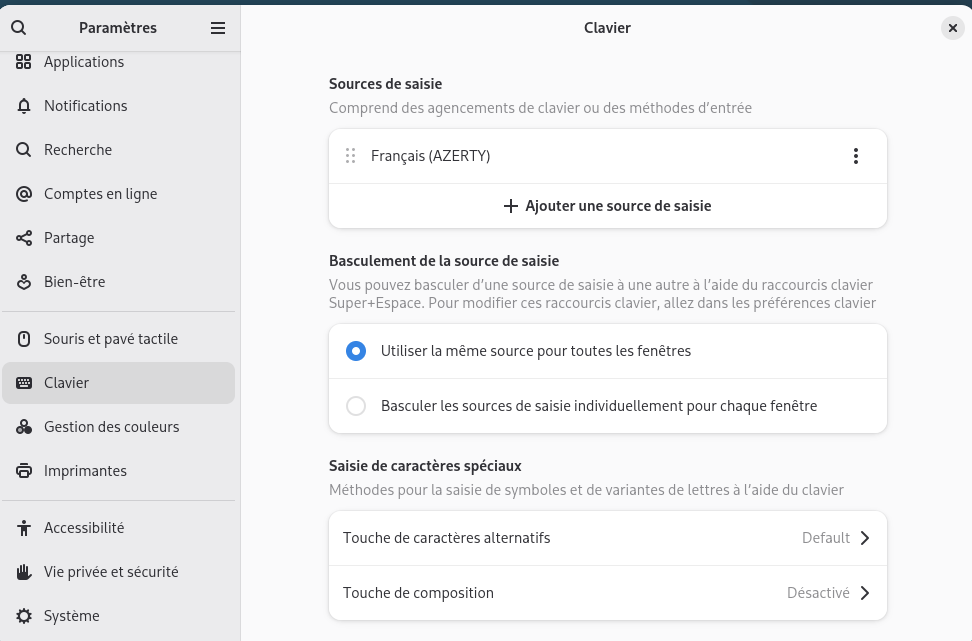 Paramètres
Applications
Notifications
Recherche
Comptes en ligne
Partage
Bien-être
Souris et pavé tactile
Clavier
Gestion des couleurs
Imprimantes
Accessibilité
Vie privée et sécurité
Système
Clavier
Sources de saisie
Comprend des agencements de clavier ou des méthodes d’entrée
Français (AZERTY)
Ajouter une source de saisie
Basculement de la source de saisie
Vous pouvez basculer d’une source de saisie à une autre à l’aide du raccourcis clavier
Super+Espace. Pour modifier ces raccourcis clavier, allez dans les préférences clavier
Utiliser la même source pour toutes les fenêtres
Basculer les sources de saisie individuellement pour chaque fenêtre
Saisie de caractères spéciaux
Méthodes pour la saisie de symboles et de variantes de lettres à l’aide du clavier
Touche de caractères alternatifs Default
Touche de composition Désactivé